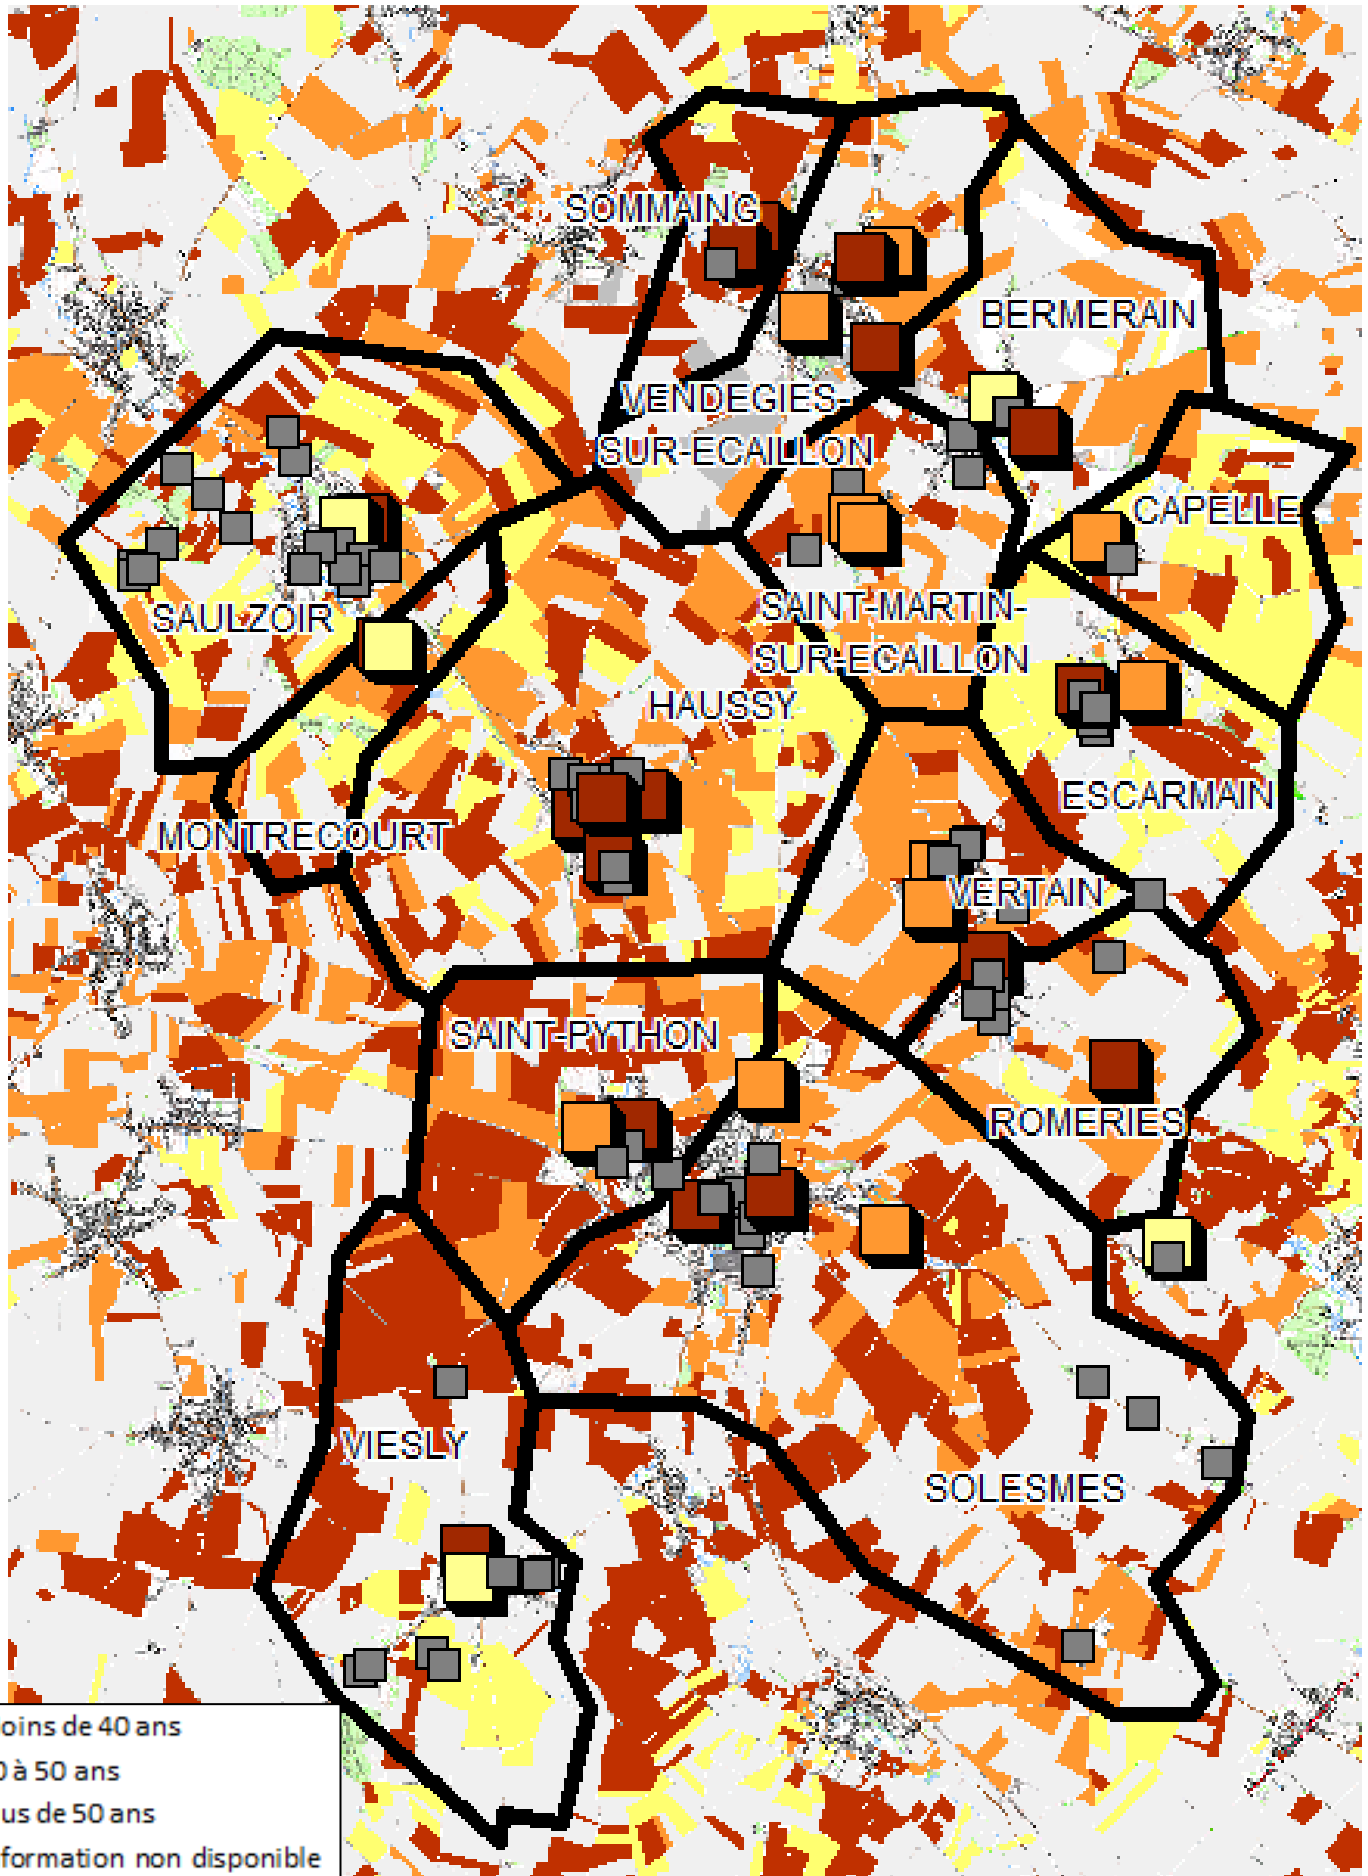 SOMMAING
BERMERAIN
VENDEGIES-
SUR-ECAILLON
CAPELLE
SAINT-MARTIN-
SUR-ECAILLON
SAULZOIR
HAUSSY
ESCARMAIN
MONTRECOURT
VERTAIN
SAINT-PYTHON
ROMERIES
VIESLY
SOLESMES
oins de 40 ans
0 à 50 ans
us de 50 ans
formation non disponible